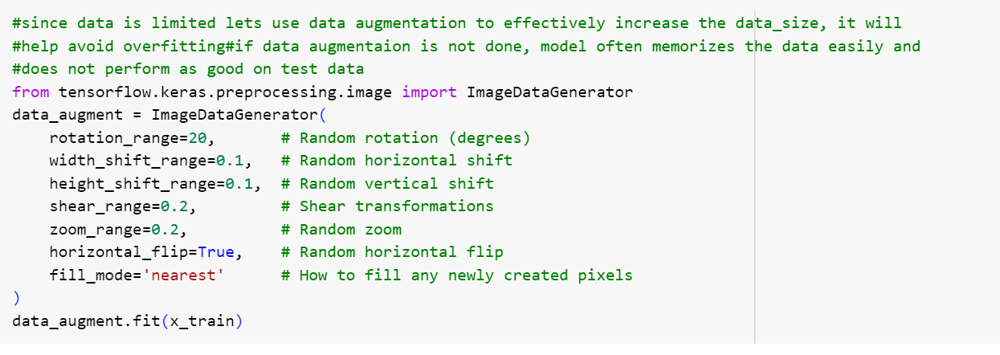 #since data is limited lets use data augmentation to effectively increase the data_size, it will
#help avoid overfitting#if data augmentaion is not done, model often memorizes the data easily and
#does not perform as good on test data
from tensorflow.keras.preprocessing.image import ImageDataGenerator
data_augment = ImageDataGenerator(
    rotation_range=20,       # Random rotation (degrees)
    width_shift_range=0.1,   # Random horizontal shift
    height_shift_range=0.1,  # Random vertical shift
    shear_range=0.2,         # Shear transformations
    zoom_range=0.2,          # Random zoom
    horizontal_flip=True,    # Random horizontal flip
    fill_mode='nearest'      # How to fill any newly created pixels
)
data_augment.fit(x_train)